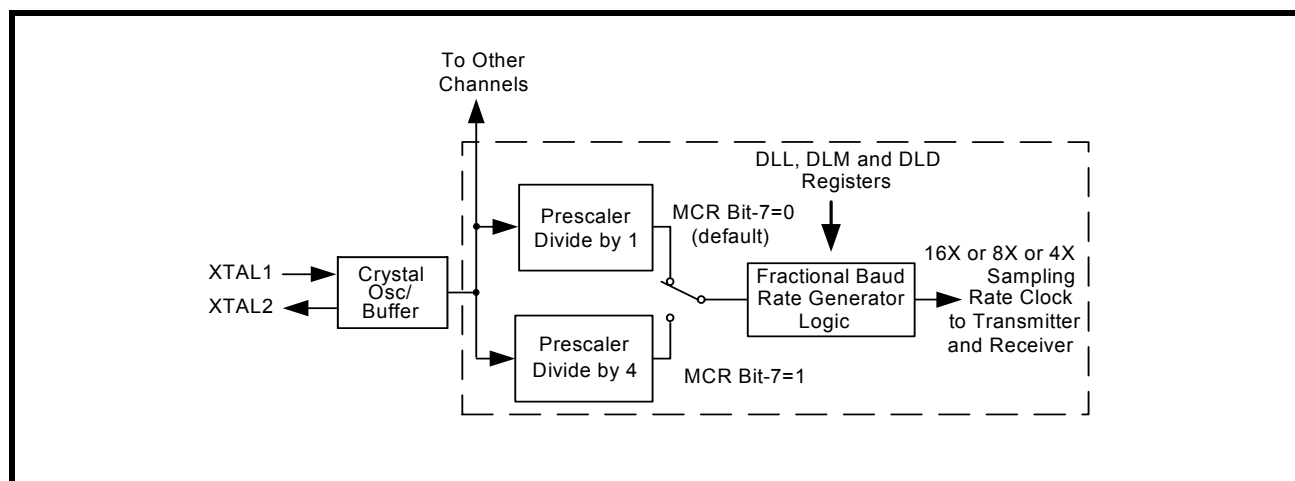 To Other
Channels
DLL, DLM and DLD
Registers
Prescaler
Divide by 1
MCR Bit-7=0
(default)
XTAL1
XTAL2
Crystal
Osc/
Buffer
Fractional Baud
Rate Generator
Logic
16X or 8X or 4X
Sampling
Rate Clock
to Transmitter
and Receiver
Prescaler
Divide by 4
MCR Bit-7=1